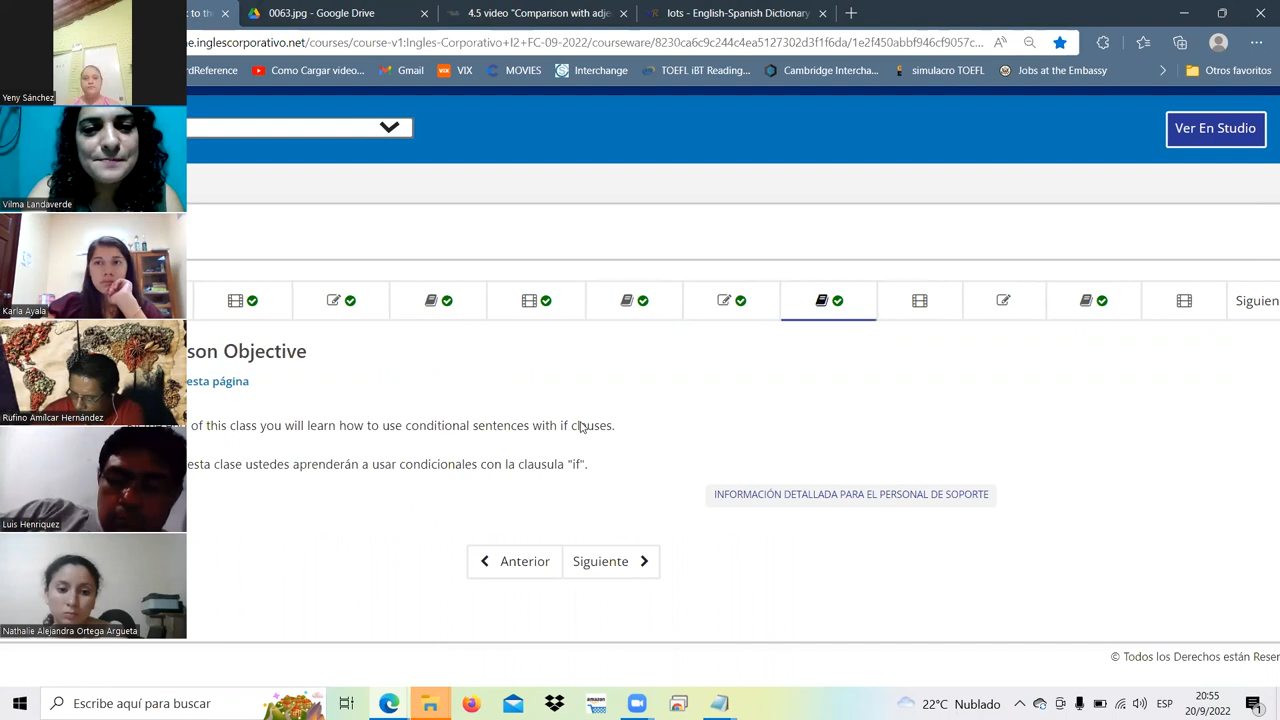 to the
0063.jpg - Google Drive
4.5 video "Comparison with adje
lots - English-Spanish Dictionary
e.inglescorporativo.net/courses/course-v1:Ingles-Corporativo+I2+FC-09-2022/courseware/8230ca6c9c244c4ea5127302d3f1f6da/1e2f450abbf946cf9057c...
rdReference
Como Cargar video...
Gmail
VIX
MOVIES
Interchange
TOEFL iBT Reading...
Cambridge Intercha...
simulacro TOEFL
Jobs at the Embassy
Otros favoritos
Yeny Sánchez
Ver En Studio
Vilma Landaverde
Karla Ayala
Siguien
son Objective
esta página
Rufino Amílcar Hernández
of this class you will learn how to use conditional sentences with if clauses.
esta clase ustedes aprenderán a usar condicionales con la clausula "if".
INFORMACIÓN DETALLADA PARA EL PERSONAL DE SOPORTE
Luis Henriquez
Anterior
Siguiente
Nathalie Alejandra Ortega Argueta
© Todos los Derechos están Reser
Escribe aquí para buscar
22°C Nublado
ESP
20:55
20/9/2022
1